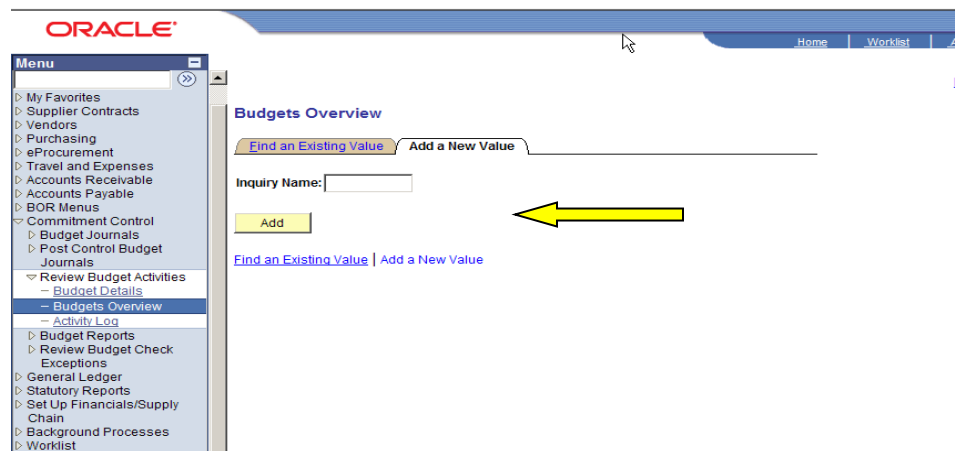 ORACLE
Home Worklist
Menu
My Favorites
Supplier Contracts
Vendors
Purchasing
eProcurement
Travel and Expenses
Accounts Receivable
Accounts Payable
BOR Menus
Commitment Control
Budget Journals
Post Control Budget
Journals
Review Budget Activities
Budget Details
Budgets Overview
Activity Log
Budget Reports
Review Budget Check
Exceptions
General Ledger
Statutory Reports
Set Up Financials/Supply
Chain
Background Processes
Worklist
Budgets Overview
Find an Existing Value Add a New Value
Inquiry Name:
Add
Find an Existing Value | Add a New Value